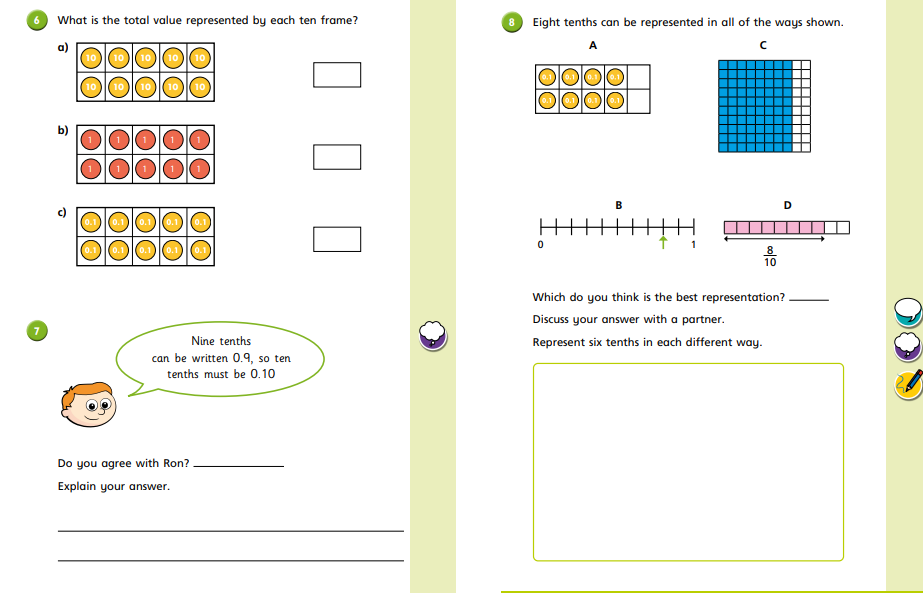 6 What is the total value represented by each ten frame?
a)
10 10 10 10 10
10 10 10 10 10
b)
1 1 1 1 1
1 1 1 1 1
c)
0.1 0.1 0.1 0.1 0.1
0.1 0.1 0.1 0.1 0.1
7
Nine tenths
can be written 0.9, so ten
tenths must be 0.10
Do you agree with Ron?
Explain your answer.
8 Eight tenths can be represented in all of the ways shown.
A
0.1 0.1 0.1 0.1
0.1 0.1 0.1 0.1
C
B
0 1
D
8
10
Which do you think is the best representation?
Discuss your answer with a partner.
Represent six tenths in each different way.